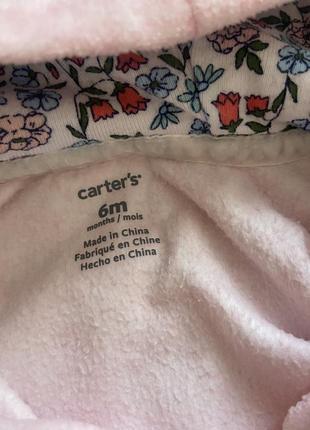 carter's®
6m
months / mois
Made in China
Fabriqué en Chine
Hecho en China